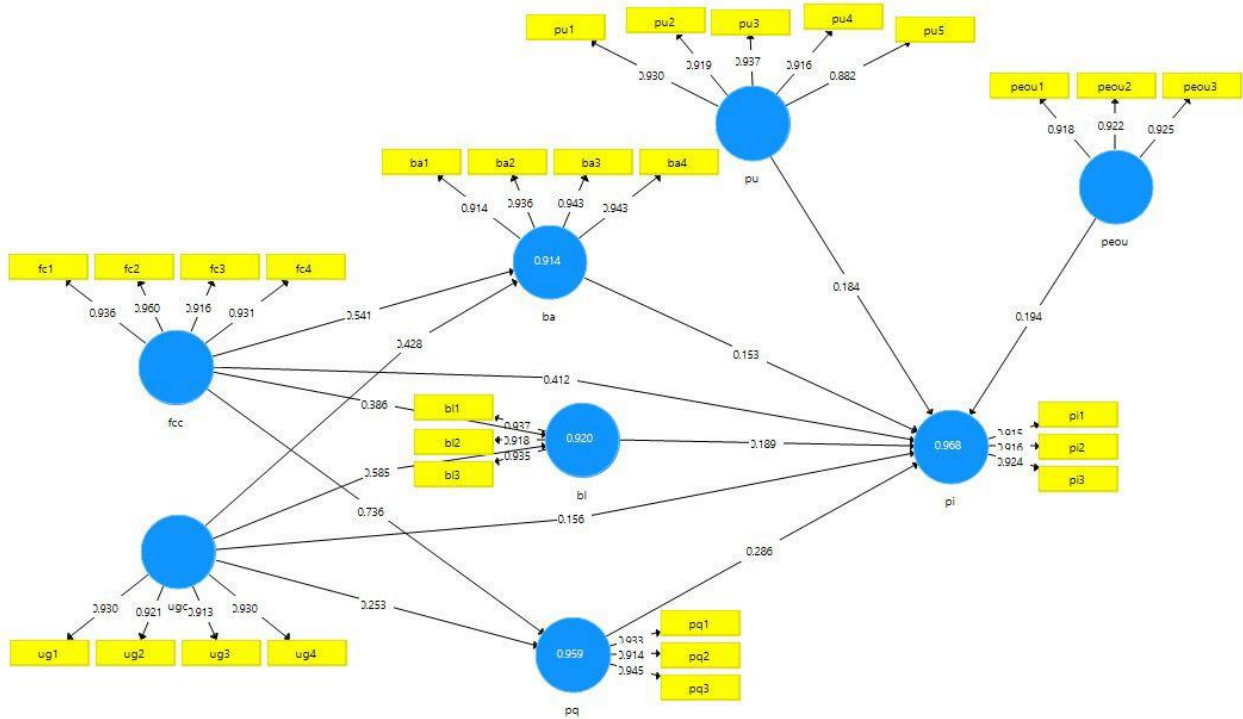 pu1
pu2
pu3
pu4
pu5
0.930
0.919
0.937
0.916
0.882
pu
peou1
peou2
peou3
0.918
0.922
0.925
peou
ba1
ba2
ba3
ba4
0.914
0.936
0.943
0.943
0.914
ba
fc1
fc2
fc3
fc4
0.936
0.960
0.916
0.931
fcc
0.541
0.428
0.412
0.386
0.184
0.194
0.153
bl1
bl2
bl3
0.937
0.918
0.935
0.920
bl
0.189
0.585
0.736
0.156
0.286
0.253
pi1
pi2
pi3
0.915
0.916
0.924
0.968
pi
ugc
0.930
0.921
0.913
0.930
ug1
ug2
ug3
ug4
pq1
pq2
pq3
0.933
0.914
0.945
0.959
pq